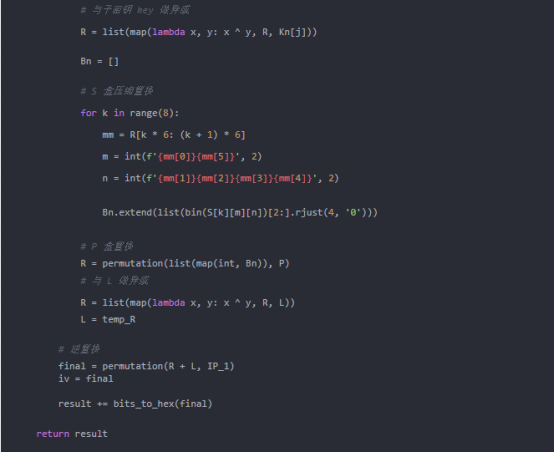 # 与子密钥 key 做异或
R = list(map(lambda x, y: x ^ y, R, Kn[j]))
Bn = []
# S 盒压缩置换
for k in range(8):
mm = R[k * 6: (k + 1) * 6]
m = int(f'{mm[0]}{mm[5]}', 2)
n = int(f'{mm[1]}{mm[2]}{mm[3]}{mm[4]}', 2)
Bn.extend(list(bin(S[k][m][n])[2:].rjust(4, '0')))
# P 盒置换
R = permutation(list(map(int, Bn)), P)
# 与 L 做异或
R = list(map(lambda x, y: x ^ y, R, L))
L = temp_R
# 逆置换
final = permutation(R + L, IP_1)
iv = final
result += bits_to_hex(final)
return result